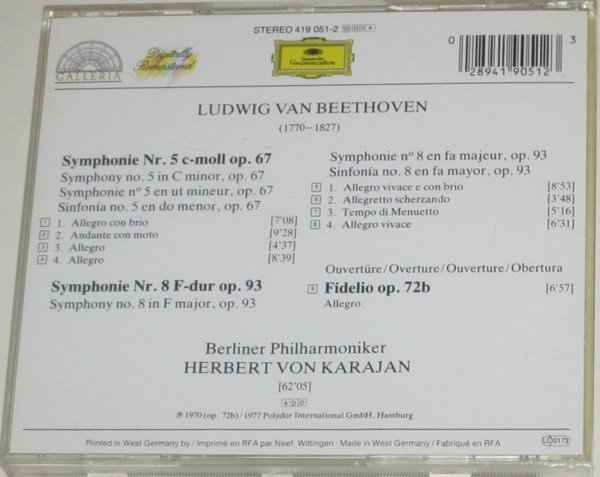 STEREO 419 051-2 GGA
GALLERIA
Digitally
Remastered
Deutsche
Grammophon
0 28941 90512 3
LUDWIG VAN BEETHOVEN
(1770–1827)
Symphonie Nr. 5 c-moll op. 67
Symphony no. 5 in C minor, op. 67
Symphonie n° 5 en ut mineur, op. 67
Sinfonía no. 5 en do menor, op. 67
1 1. Allegro con brio [7'08]
2 2. Andante con moto [9'28]
3 3. Allegro [4'37]
4 4. Allegro [8'39]
Symphonie Nr. 8 F-dur op. 93
Symphony no. 8 in F major, op. 93
Symphonie n° 8 en fa majeur, op. 93
Sinfonía no. 8 en fa mayor, op. 93
5 1. Allegro vivace e con brio [8'53]
6 2. Allegretto scherzando [3'48]
7 3. Tempo di Menuetto [5'16]
8 4. Allegro vivace [6'31]
Ouvertüre/Overture/Ouverture/Obertura
9 Fidelio op. 72b [6'57]
Allegro
Berliner Philharmoniker
HERBERT VON KARAJAN
[62'05]
ADD
℗ 1970 (op. 72b) / 1977 Polydor International GmbH, Hamburg
Printed in West Germany by / Imprimé en RFA par Neef, Wittingen Made in West Germany / Fabriqué en RFA
LC 0173